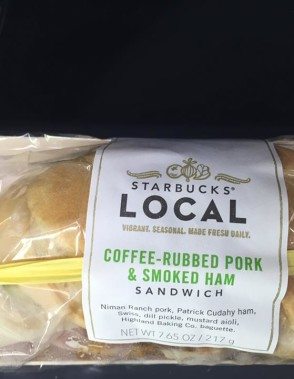 STARBUCKS®
LOCAL
VIBRANT. SEASONAL. MADE FRESH DAILY.
COFFEE-RUBBED PORK
& SMOKED HAM
SANDWICH
Niman Ranch pork, Patrick Cudahy ham,
Swiss, dill pickle, mustard aioli,
Highland Baking Co. baguette.
NET WT 7.65 OZ / 217 g